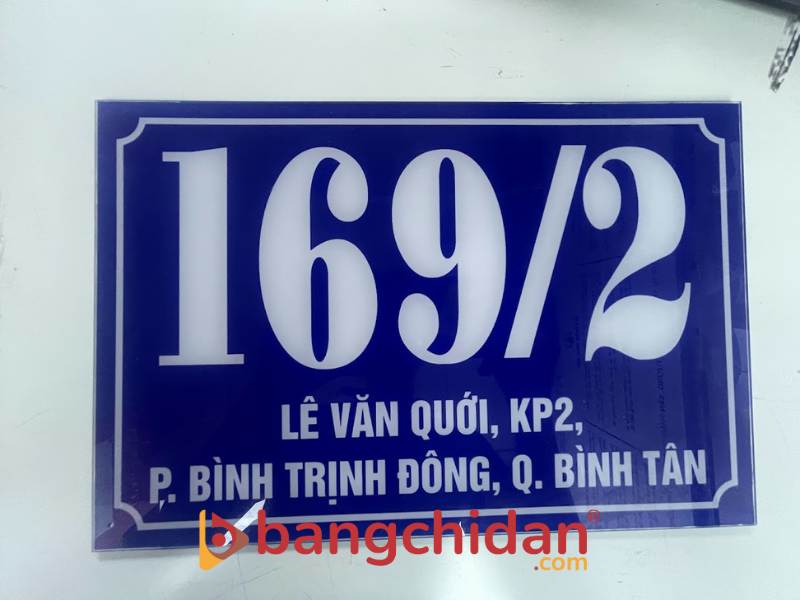 169/2
LÊ VĂN QUỚI, KP2,
P. BÌNH TRỊNH ĐÔNG, Q. BÌNH TÂN
bangchidan®
.com